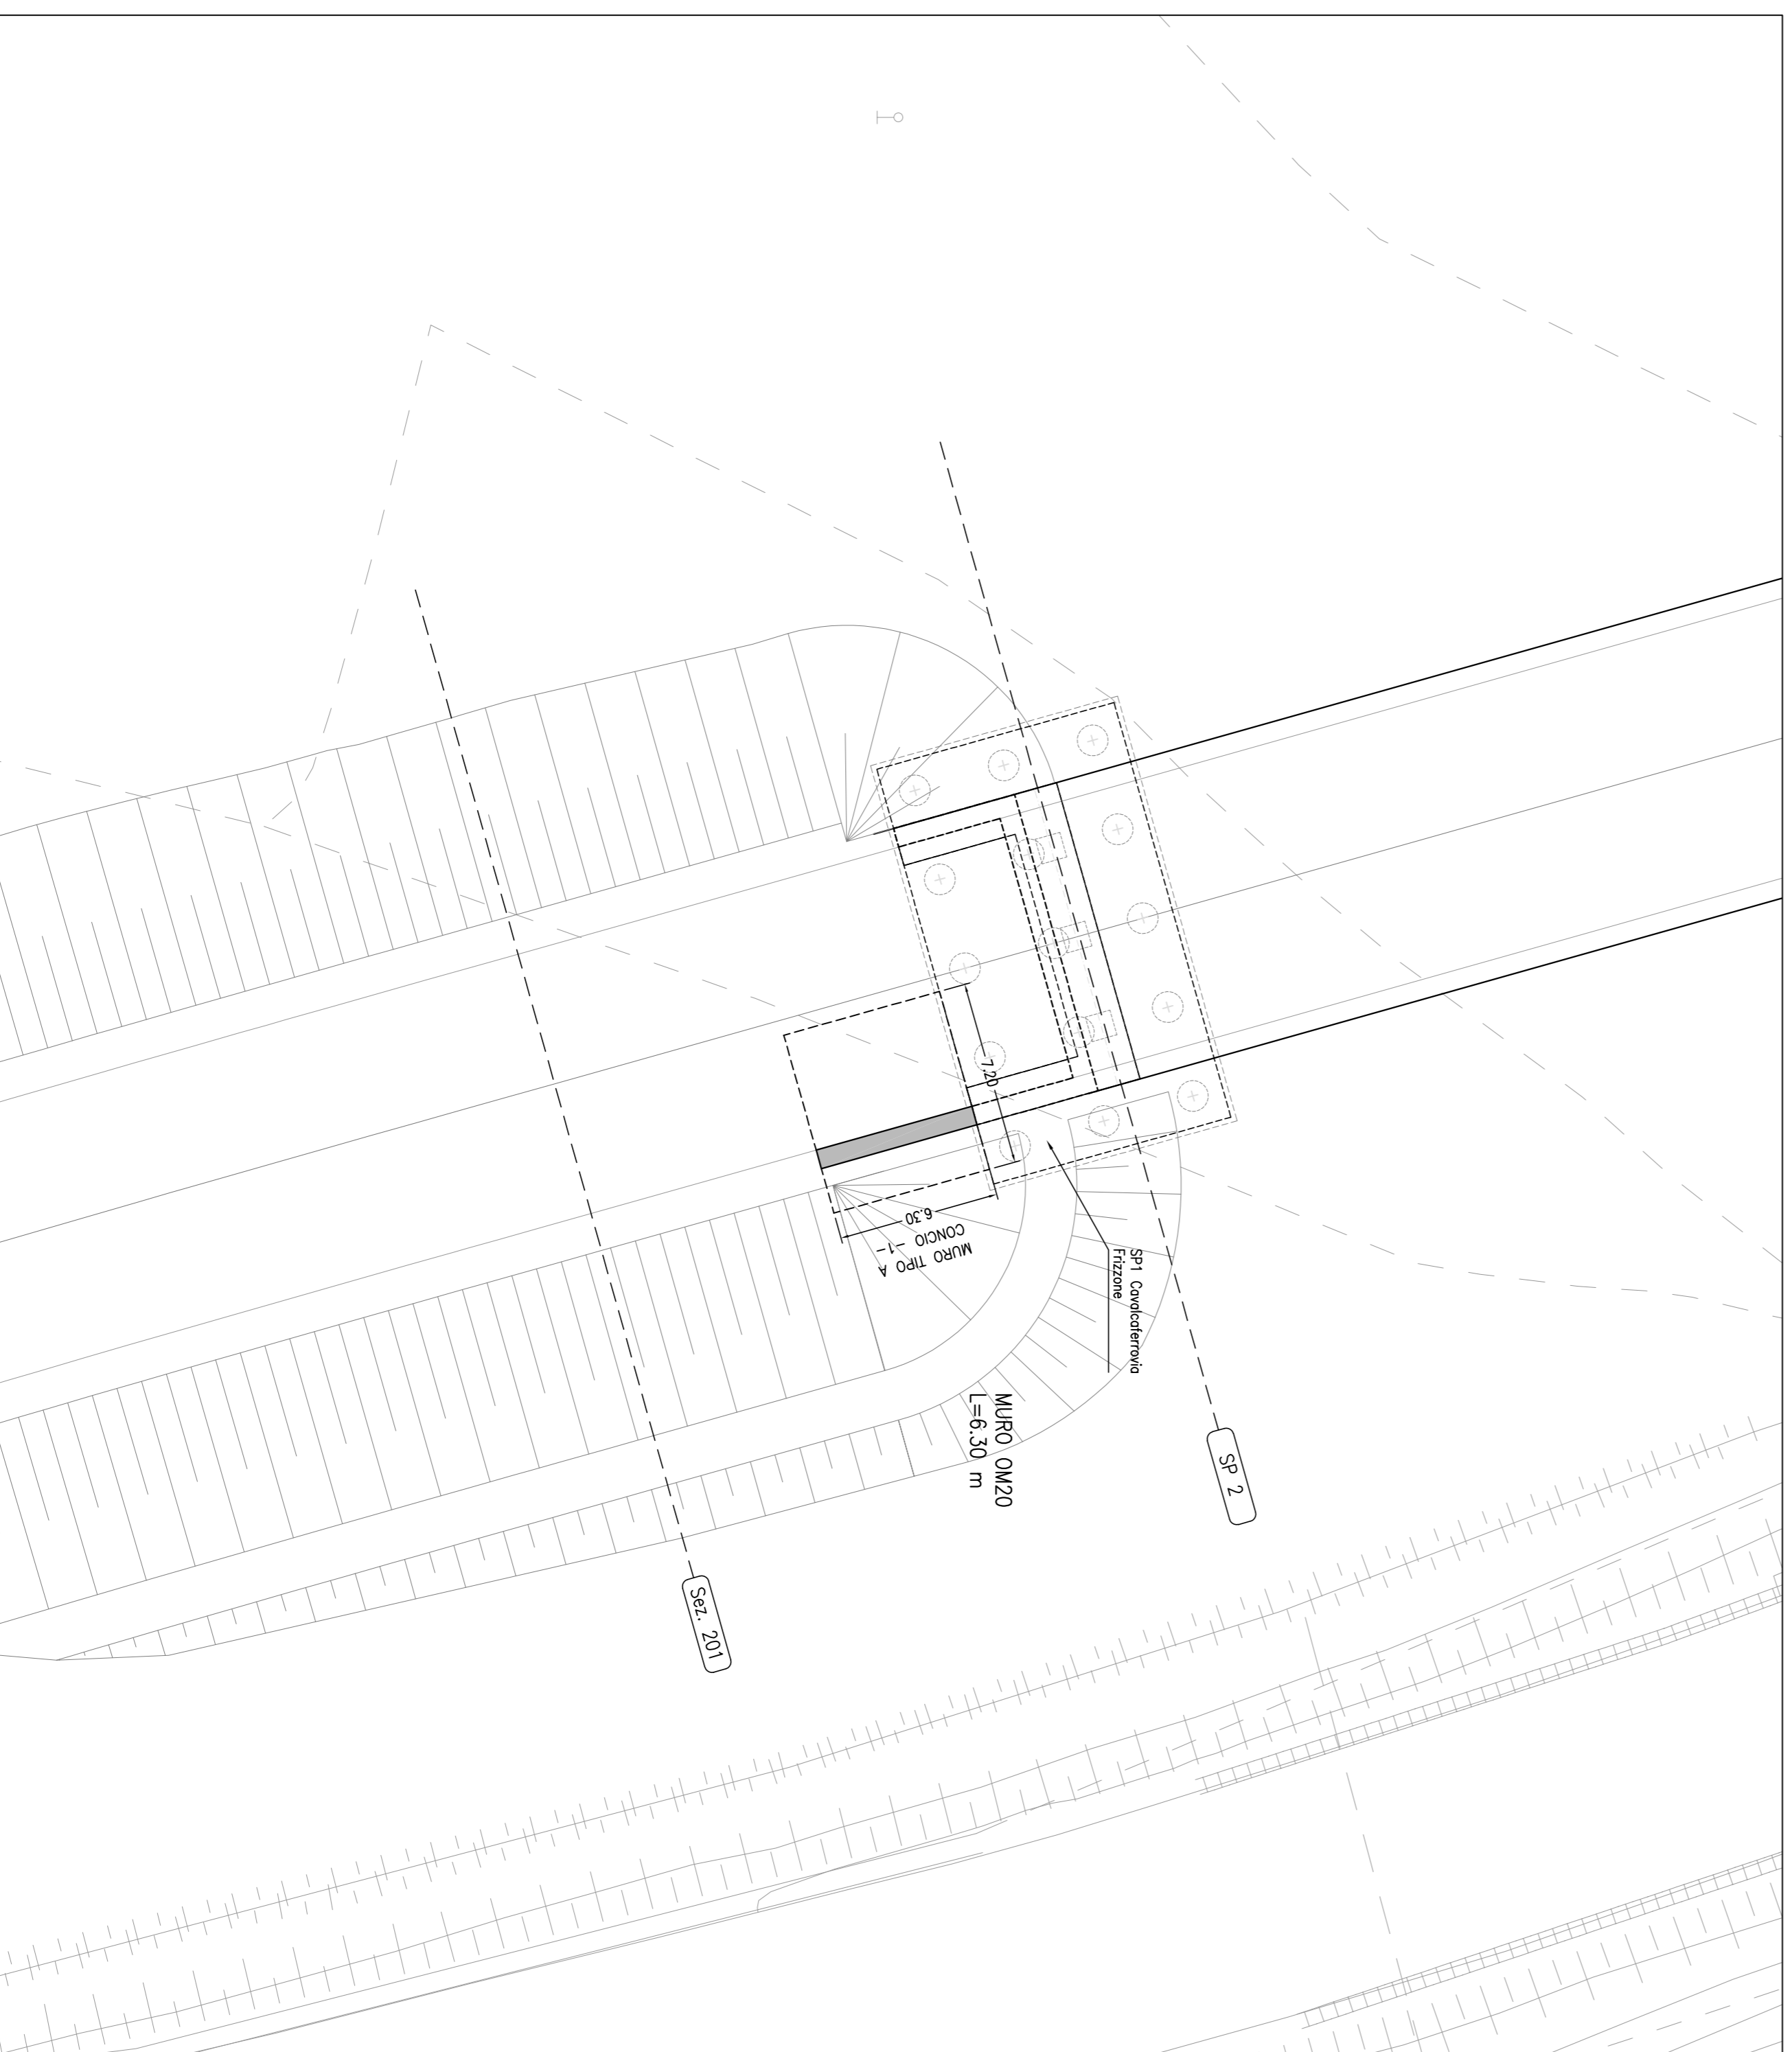 7.20
6.30
CONCIO -1-
MURO TIPO A
SP1 Cavalcaferrovia
Frizzone
MURO OM20
L=6.30 m
SP 2
Sez. 201